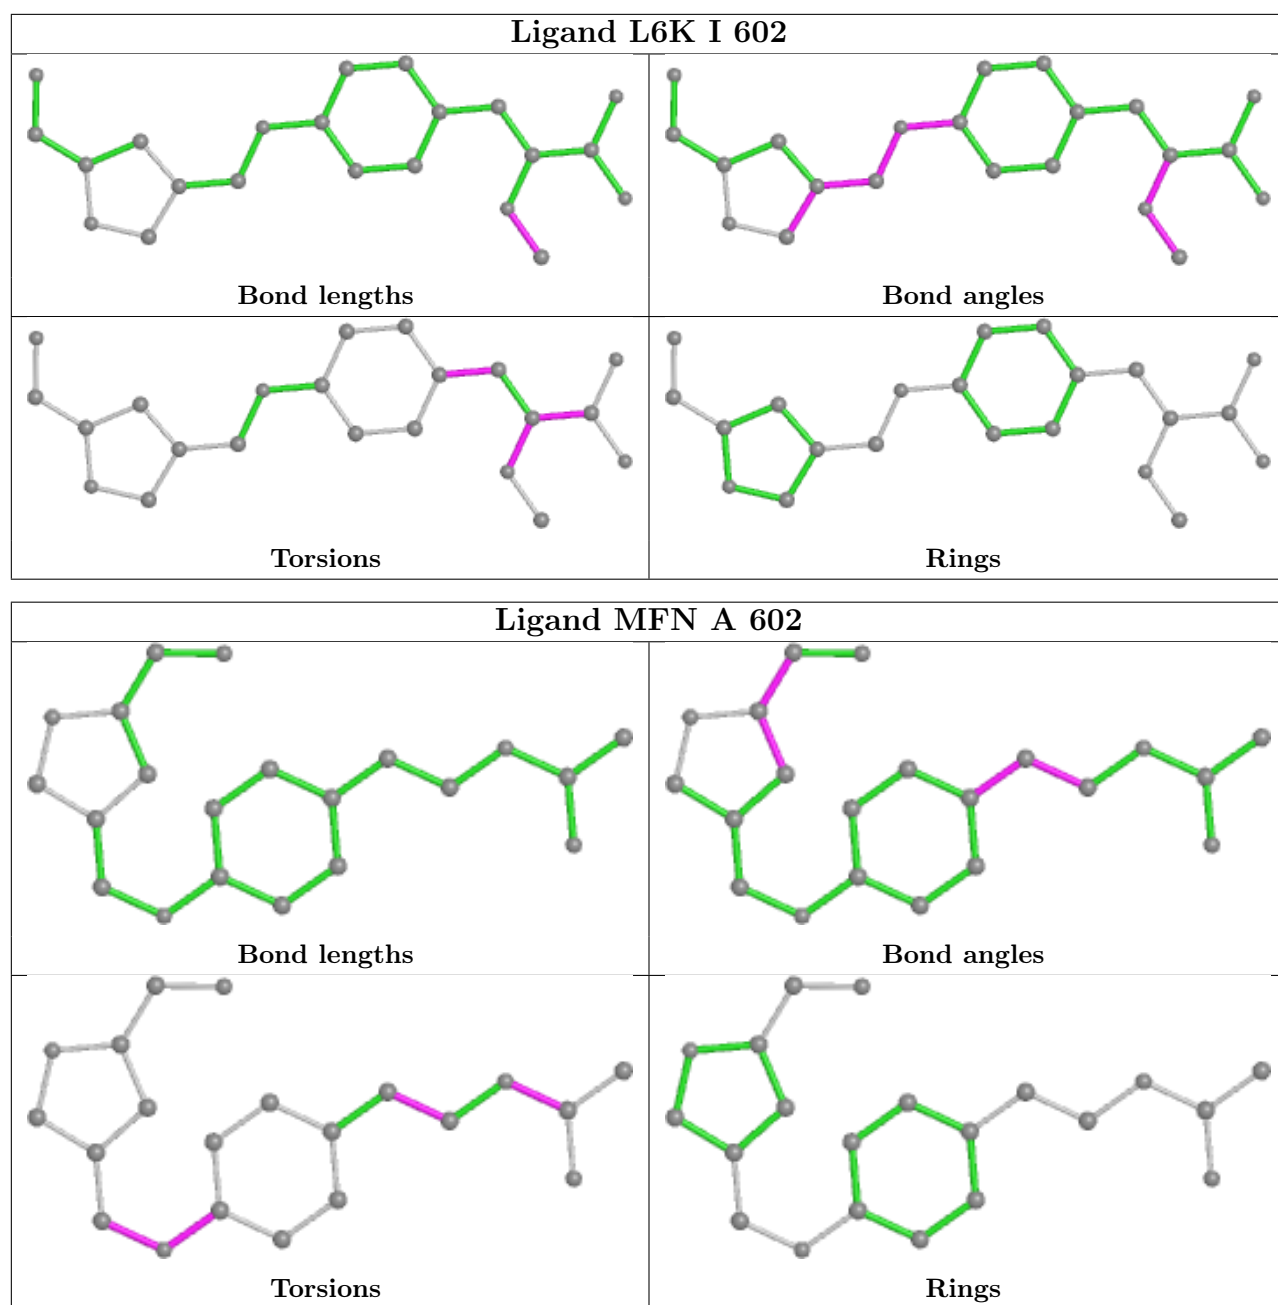 Ligand L6K I 602
Bond lengths
Bond angles
Torsions
Rings
Ligand MFN A 602
Bond lengths
Bond angles
Torsions
Rings